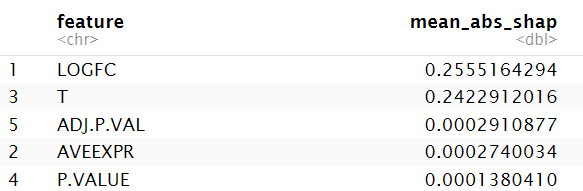 feature mean_abs_shap
<chr> <dbl>
1 LOGFC 0.2555164294
3 T 0.2422912016
5 ADJ.P.VAL 0.0002910877
2 AVEEXPR 0.0002740034
4 P.VALUE 0.0001380410